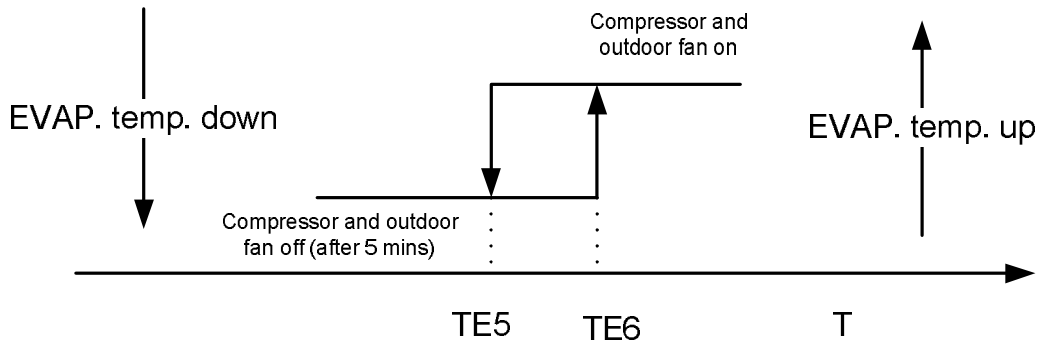 Compressor and
outdoor fan on
EVAP. temp. down
EVAP. temp. up
Compressor and outdoor
fan off (after 5 mins)
TE5
TE6
T